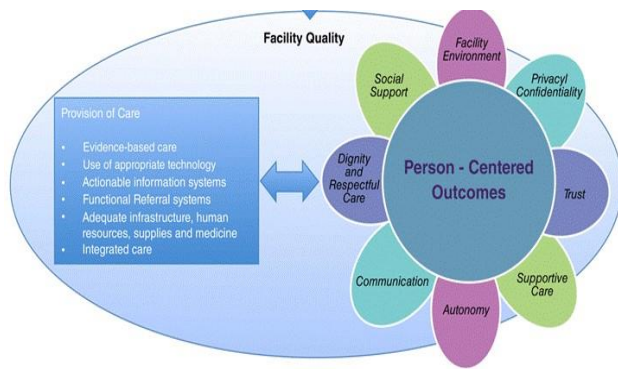 Facility Quality
Provision of Care
• Evidence-based care
• Use of appropriate technology
• Actionable information systems
• Functional Referral systems
• Adequate infrastructure, human
resources, supplies and medicine
• Integrated care
Facility
Environment
Social
Support
Privacyl
Confidentiality
Dignity
and
Respectful
Care
Person - Centered
Outcomes
Trust
Communication
Supportive
Care
Autonomy